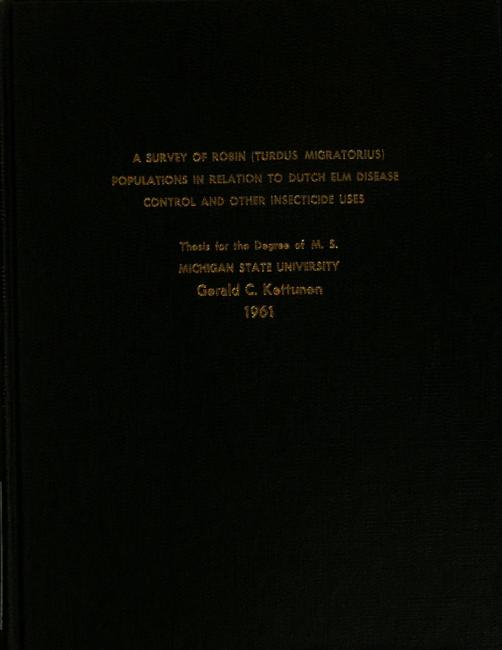 A SURVEY OF ROBIN (TURDUS MIGRATORIUS)
POPULATIONS IN RELATION TO DUTCH ELM DISEASE
CONTROL AND OTHER INSECTICIDE USES
Thesis for the Degree of M. S.
MICHIGAN STATE UNIVERSITY
Gerald C. Kettunen
1961